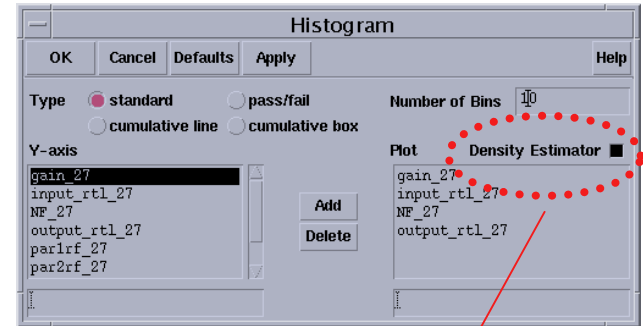 Histogram
OK Cancel Defaults Apply Help
Type standard pass/fail Number of Bins 10
cumulative line cumulative box
Y-axis Plot Density Estimator
gain_27 gain_27
input_rtl_27 input_rtl_27
NF_27 Add NF_27
output_rtl_27 output_rtl_27
par1rf_27 Delete
par2rf_27